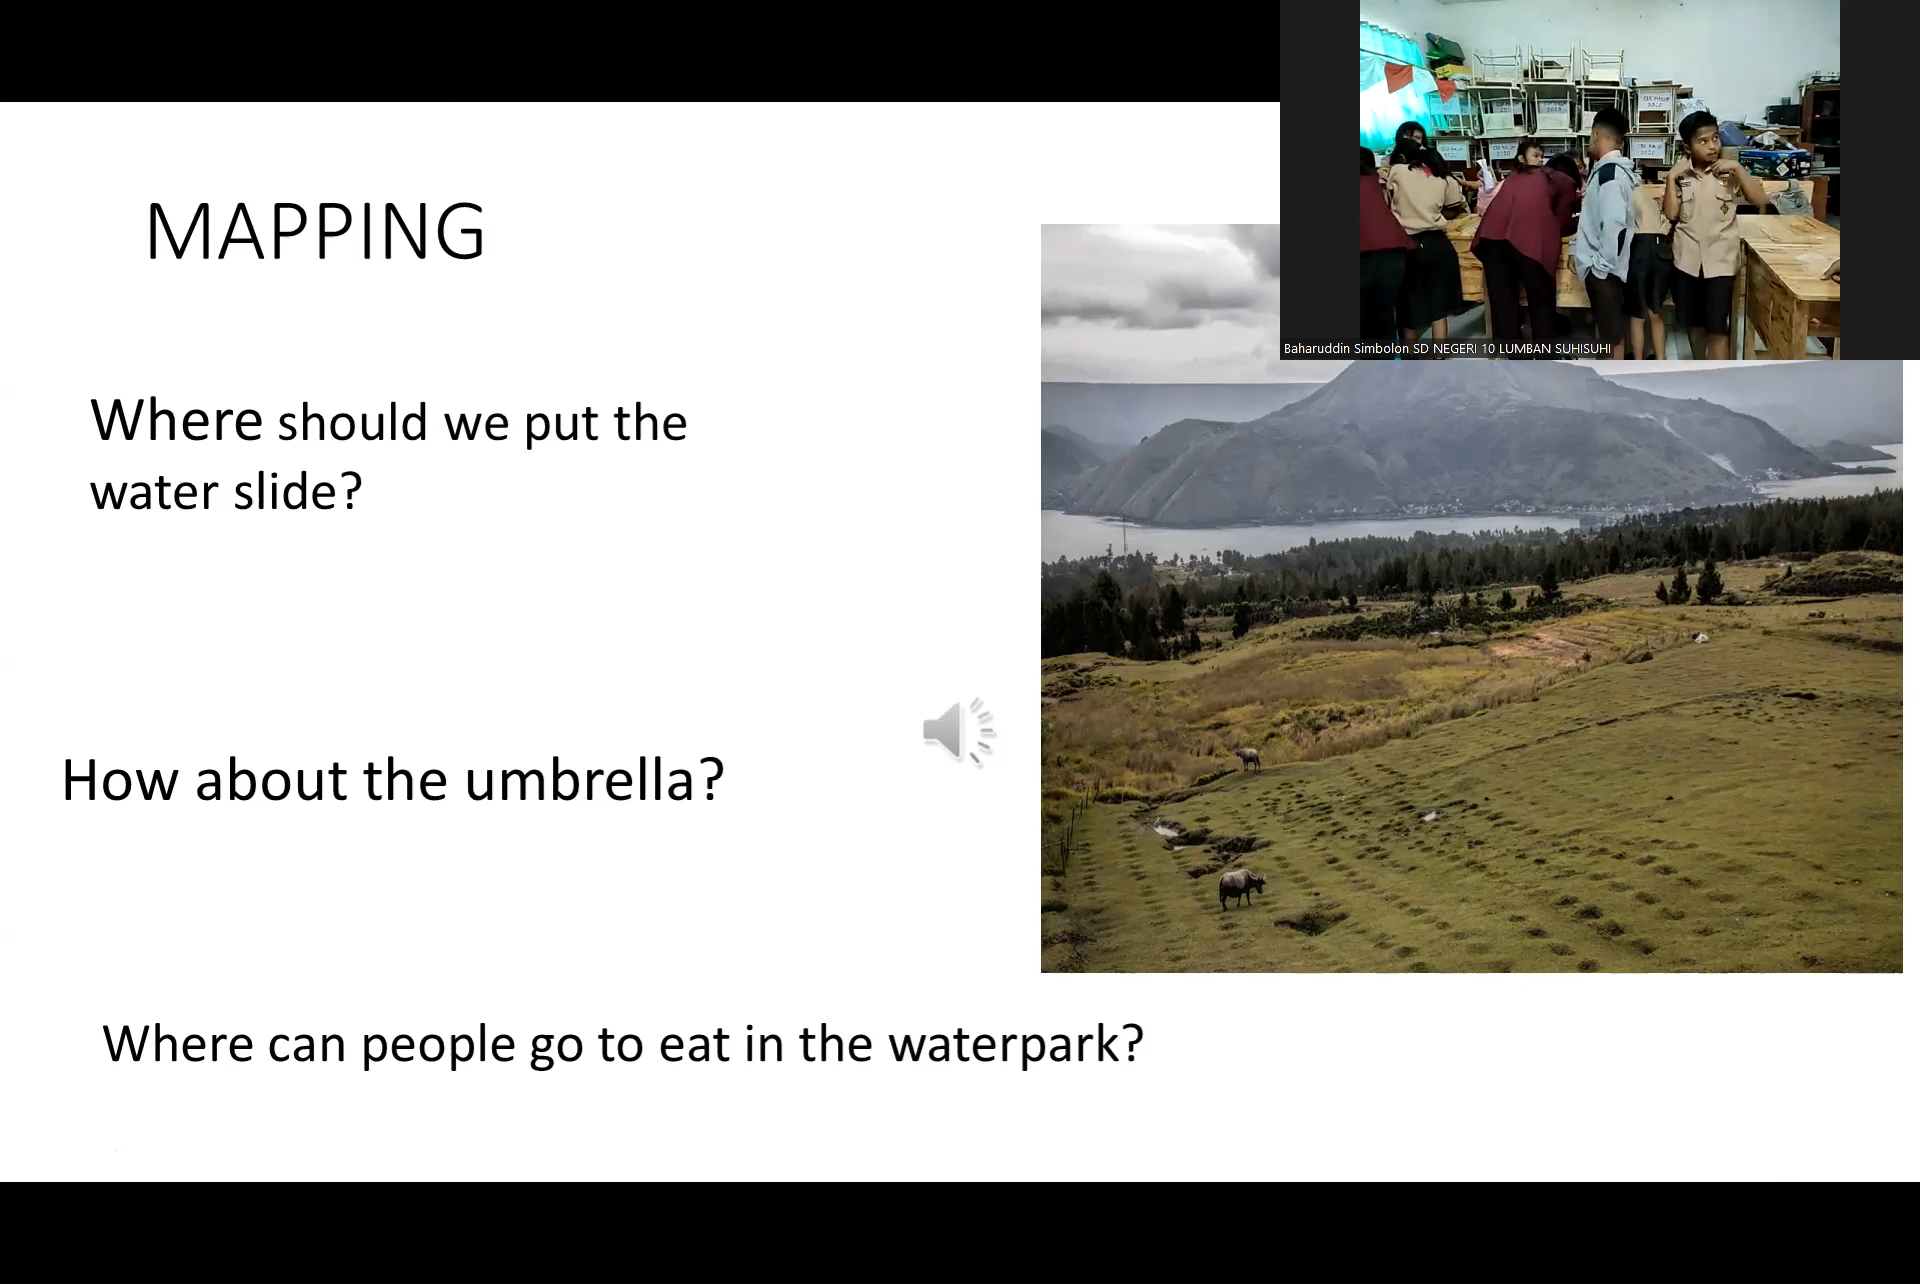 MAPPING
Where should we put the
water slide?
How about the umbrella?
Where can people go to eat in the waterpark?
Baharuddin Simbolon SD NEGERI 10 LUMBAN SUHISUHI